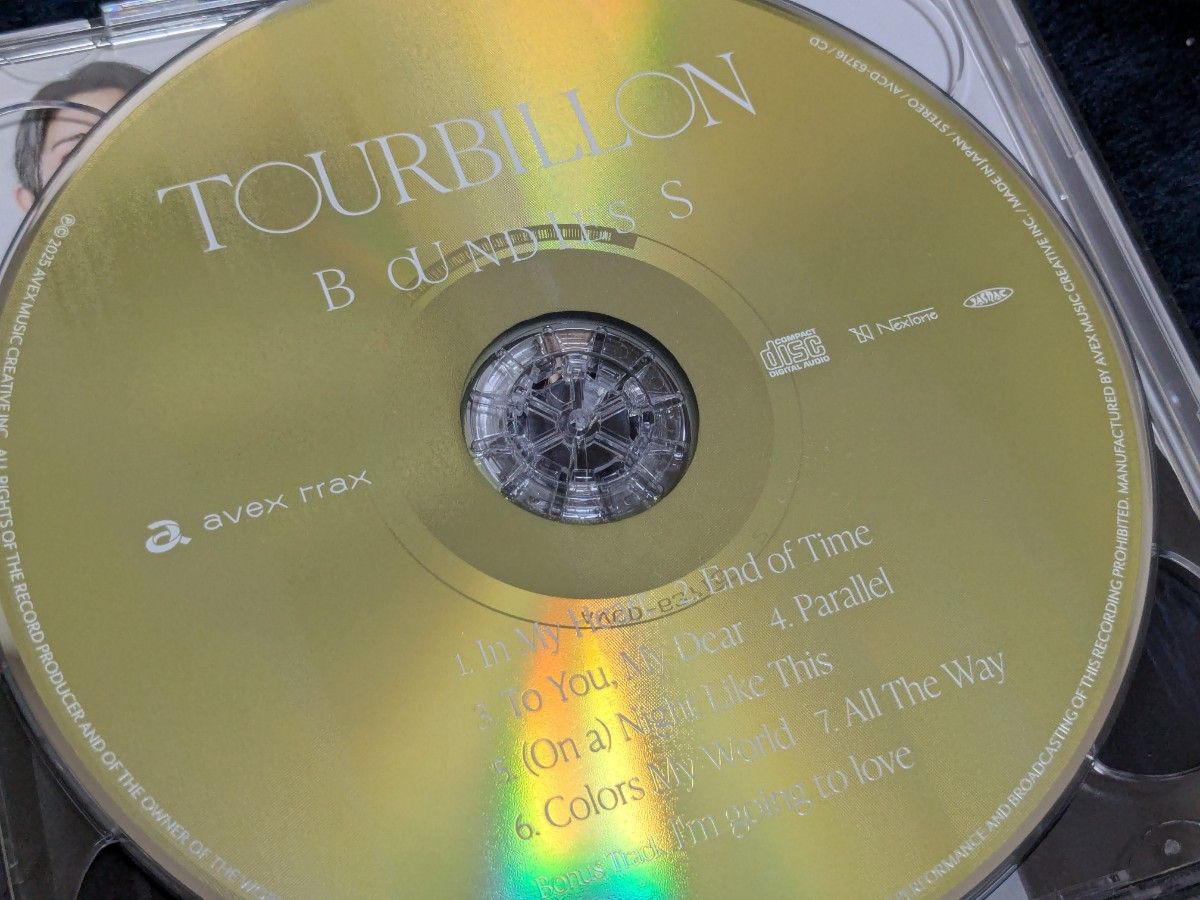 TOURBILLON
BOUNDLESS
avex trax
COMPACT
disc
DIGITAL AUDIO
NexTone
JASRAC
1. In My Heart 2. End of Time
3. To You, My Dear 4. Parallel
5. (On a) Night Like This
6. Colors My World 7. All The Way
Bonus Track I'm going to love
℗© 2025 AVEX MUSIC CREATIVE INC. ALL RIGHTS OF THE RECORD PRODUCER AND OF THE OWNER OF THE
PERFORMANCE AND BROADCASTING OF THIS RECORDING PROHIBITED. MANUFACTURED BY AVEX MUSIC CREATIVE INC. / MADE IN JAPAN / STEREO / AVCD-63716 / CD